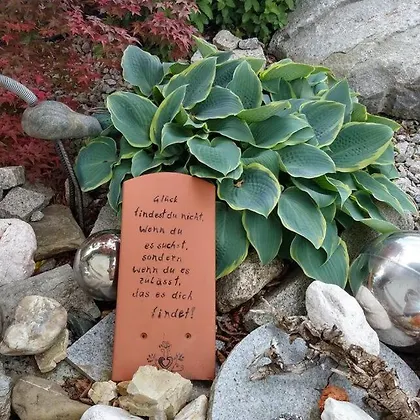 Glück
findest du nicht,
wenn du
es suchst,
sondern
wenn du es
zulässt,
das es dich
findet!